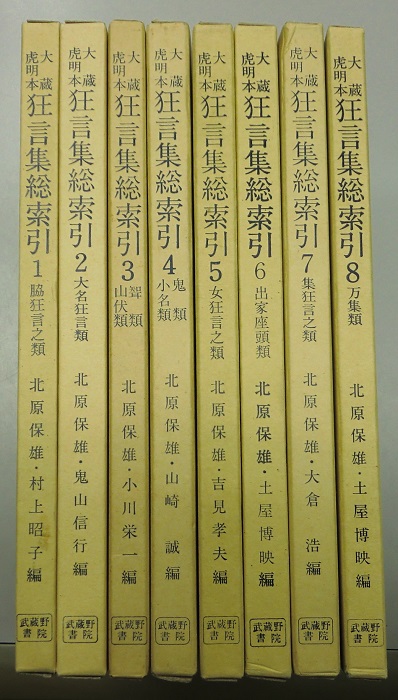 大蔵虎明本 狂言集総索引 1 脇狂言之類 北原保雄・村上昭子編 武蔵野書院
大蔵虎明本 狂言集総索引 2 大名狂言類 北原保雄・鬼山信行編 武蔵野書院
大蔵虎明本 狂言集総索引 3 聟類 山伏類 北原保雄・小川栄一編 武蔵野書院
大蔵虎明本 狂言集総索引 4 鬼類 小名類 北原保雄・山崎誠編 武蔵野書院
大蔵虎明本 狂言集総索引 5 女狂言之類 北原保雄・吉見孝夫編 武蔵野書院
大蔵虎明本 狂言集総索引 6 出家座頭類 北原保雄・土屋博映編 武蔵野書院
大蔵虎明本 狂言集総索引 7 集狂言之類 北原保雄・大倉浩編 武蔵野書院
大蔵虎明本 狂言集総索引 8 万集類 北原保雄・土屋博映編 武蔵野書院